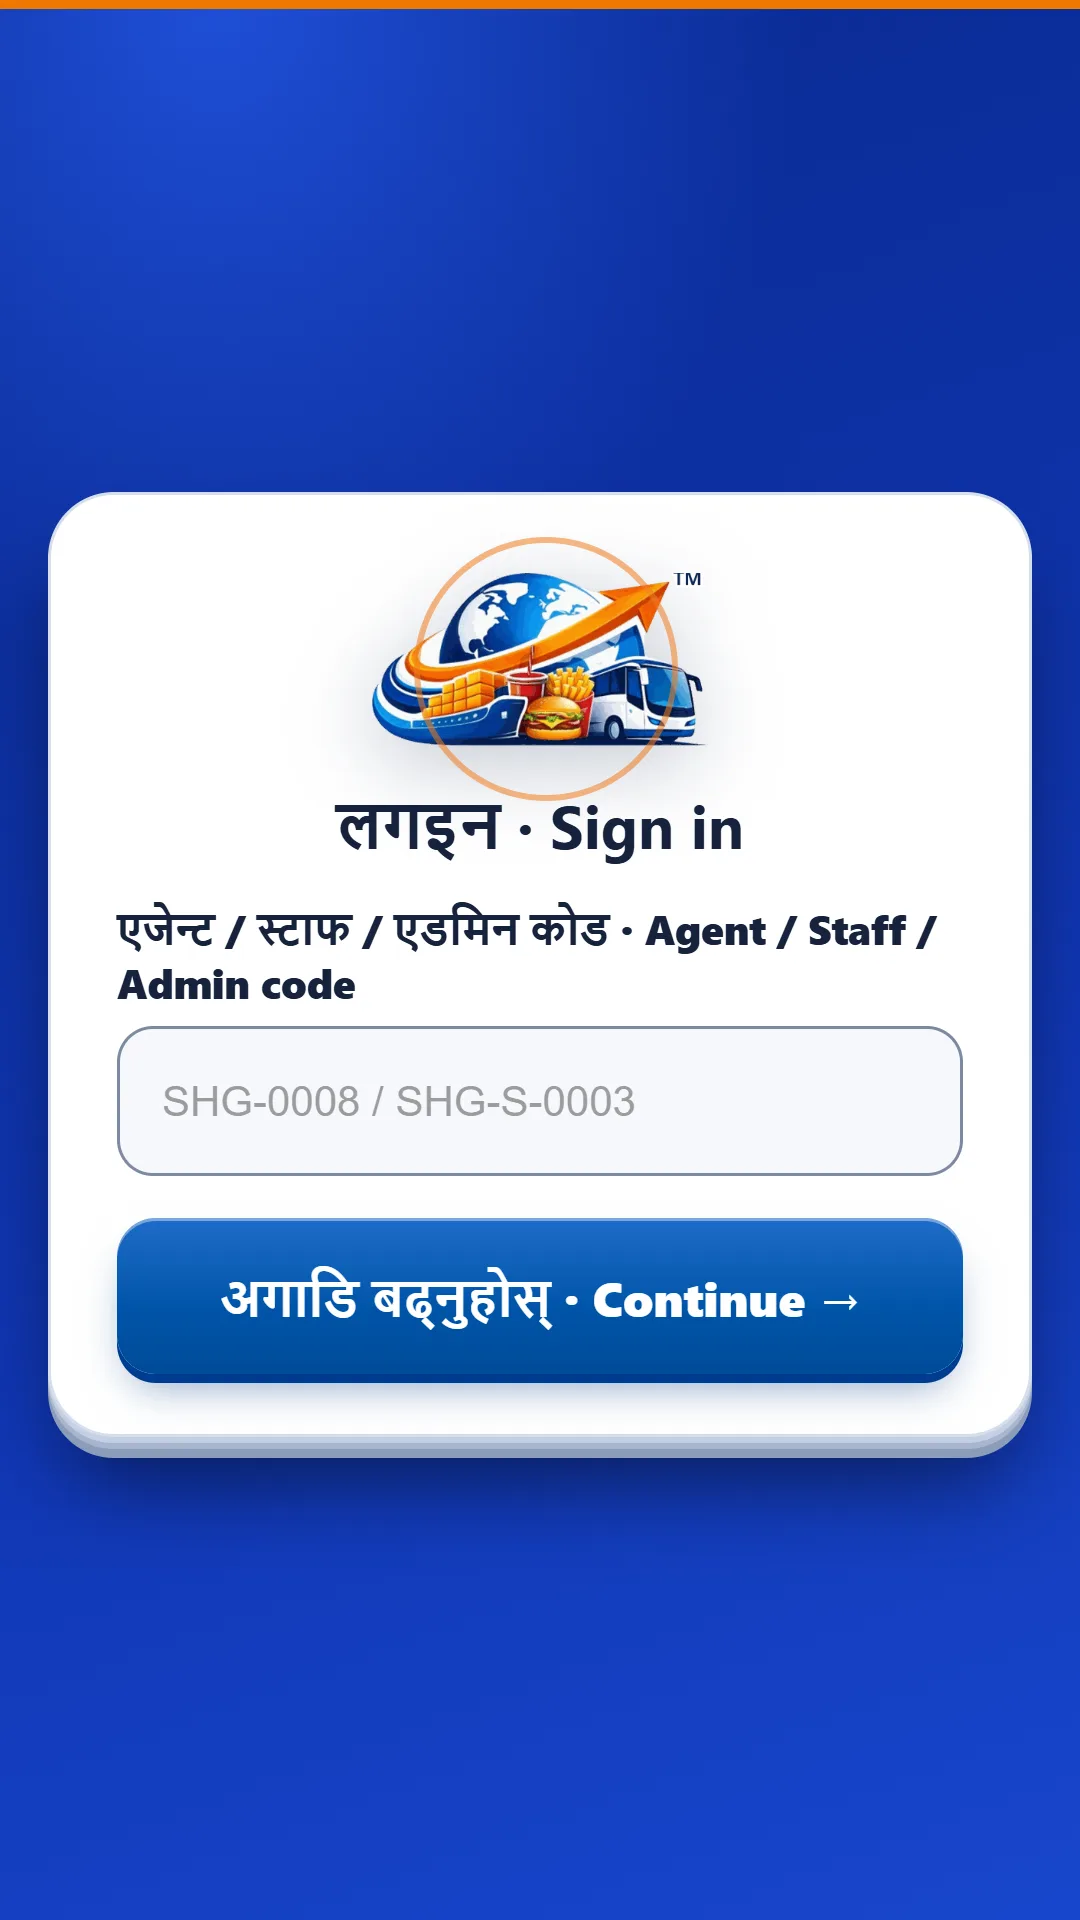 TM
लगइन · Sign in
एजेन्ट / स्टाफ / एडमिन कोड · Agent / Staff /
Admin code
SHG-0008 / SHG-S-0003
अगाडि बढ्नुहोस् · Continue →